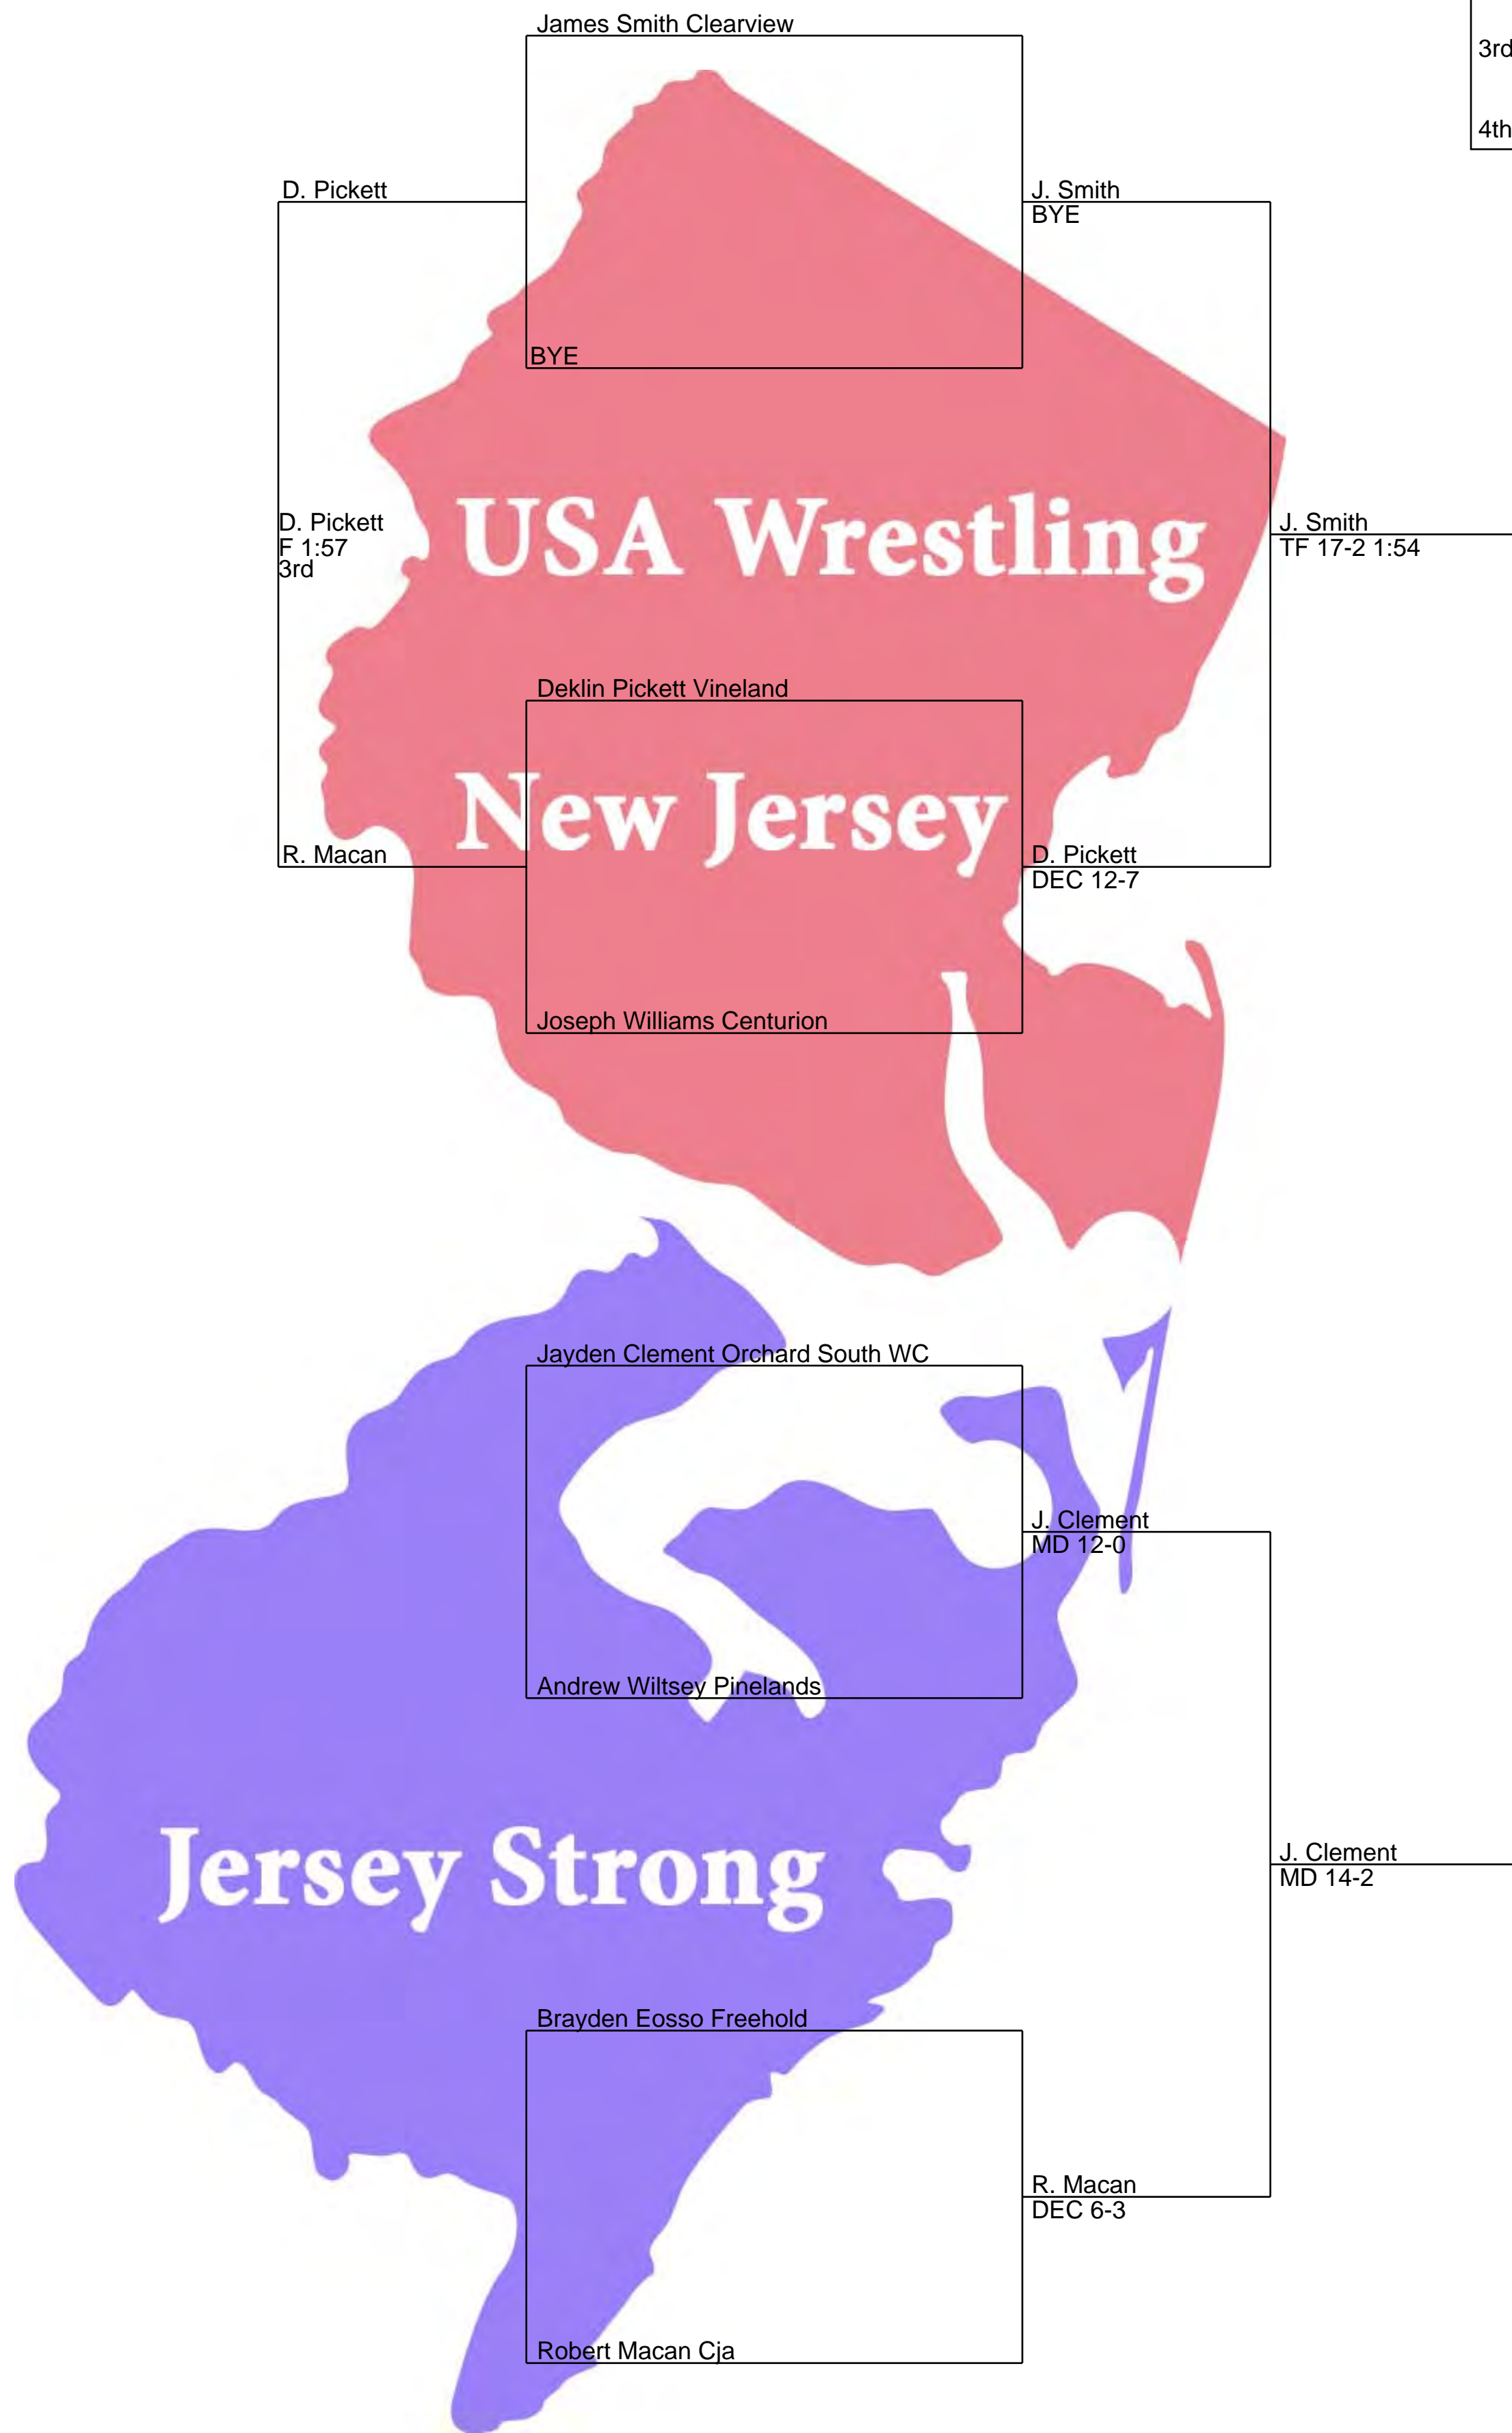 James Smith Clearview
3rd
4th
D. Pickett
J. Smith
BYE
BYE
USA Wrestling
D. Pickett
F 1:57
3rd
J. Smith
TF 17-2 1:54
Deklin Pickett Vineland
New Jersey
R. Macan
D. Pickett
DEC 12-7
Joseph Williams Centurion
Jayden Clement Orchard South WC
J. Clement
MD 12-0
Andrew Wiltsey Pinelands
Jersey Strong
J. Clement
MD 14-2
Brayden Eosso Freehold
R. Macan
DEC 6-3
Robert Macan Cja